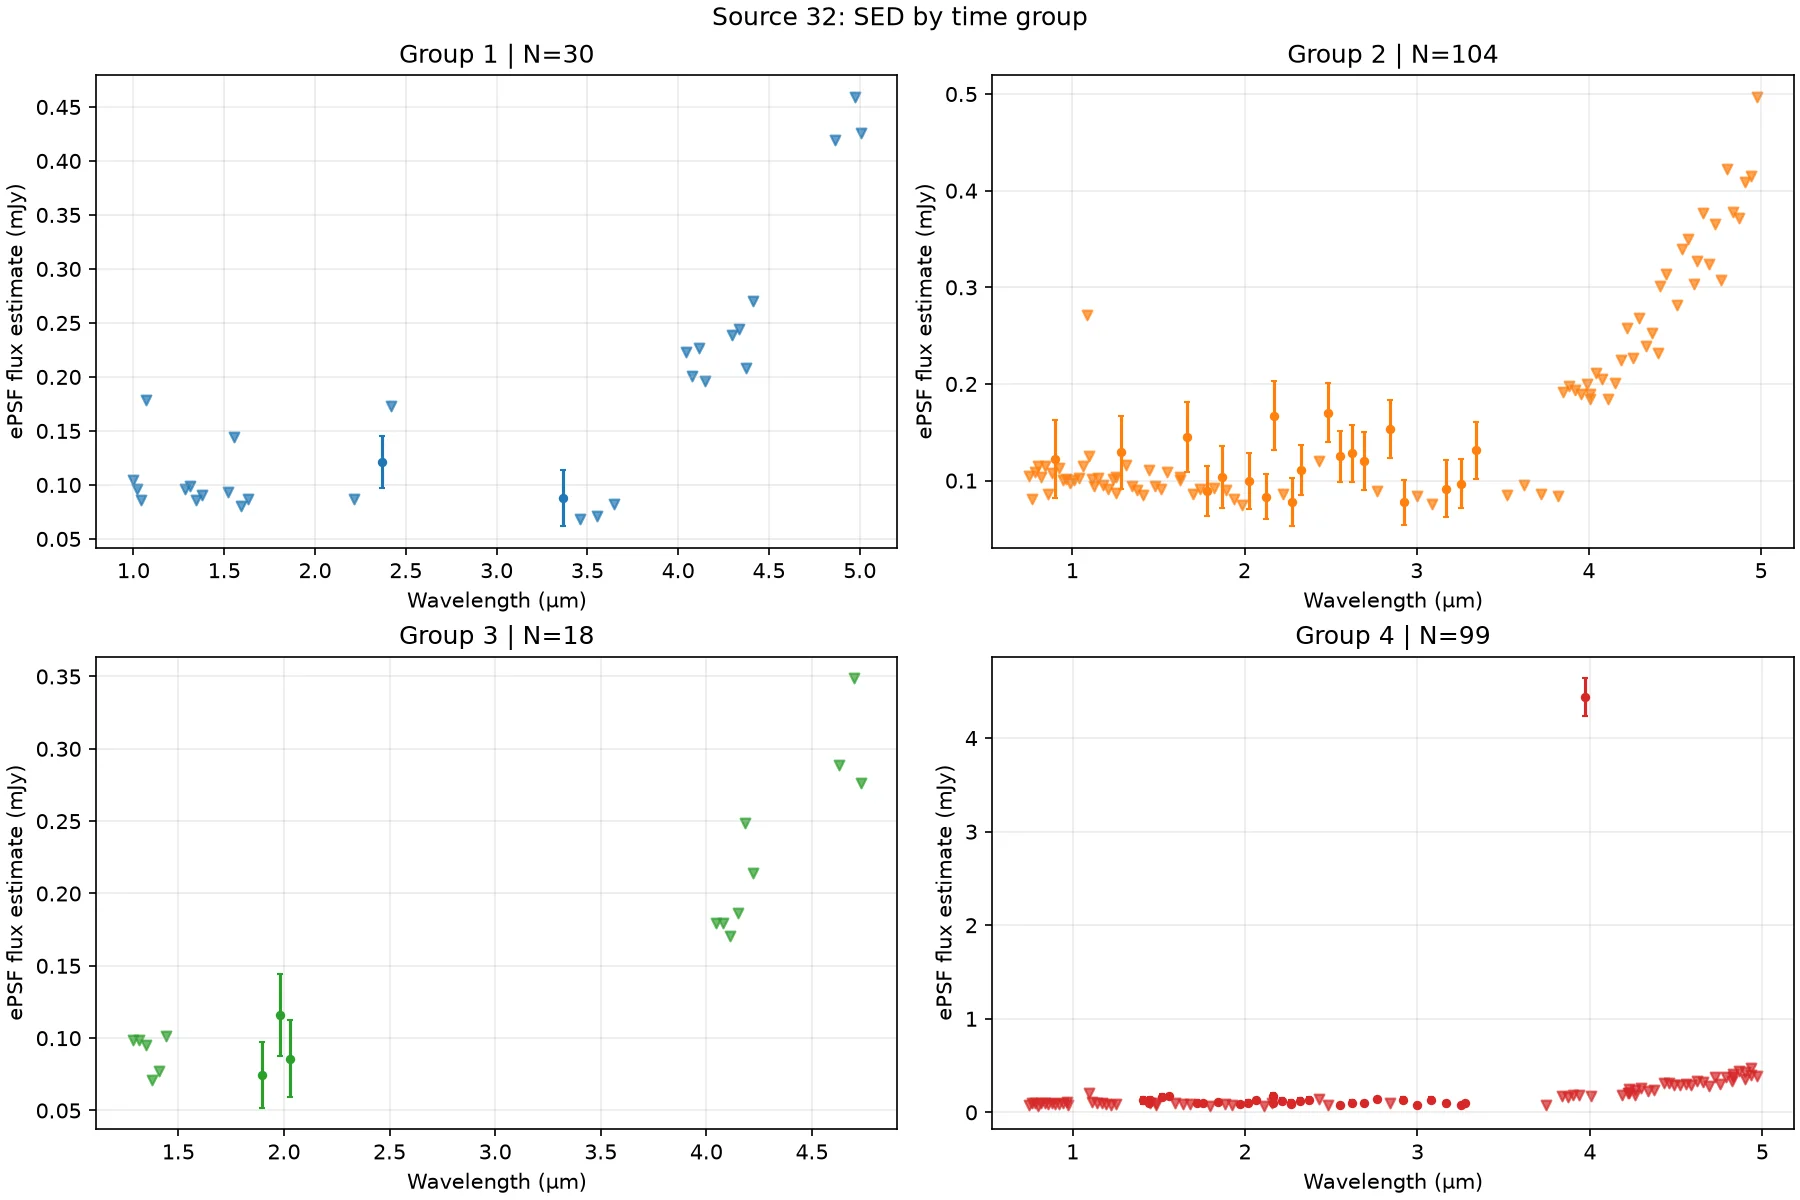 Source 32: SED by time group
Group 1 | N=30
ePSF flux estimate (mJy)
0.45
0.40
0.35
0.30
0.25
0.20
0.15
0.10
0.05
1.0 1.5 2.0 2.5 3.0 3.5 4.0 4.5 5.0
Wavelength (µm)
Group 2 | N=104
ePSF flux estimate (mJy)
0.5
0.4
0.3
0.2
0.1
1 2 3 4 5
Wavelength (µm)
Group 3 | N=18
ePSF flux estimate (mJy)
0.35
0.30
0.25
0.20
0.15
0.10
0.05
1.5 2.0 2.5 3.0 3.5 4.0 4.5
Wavelength (µm)
Group 4 | N=99
ePSF flux estimate (mJy)
4
3
2
1
0
1 2 3 4 5
Wavelength (µm)